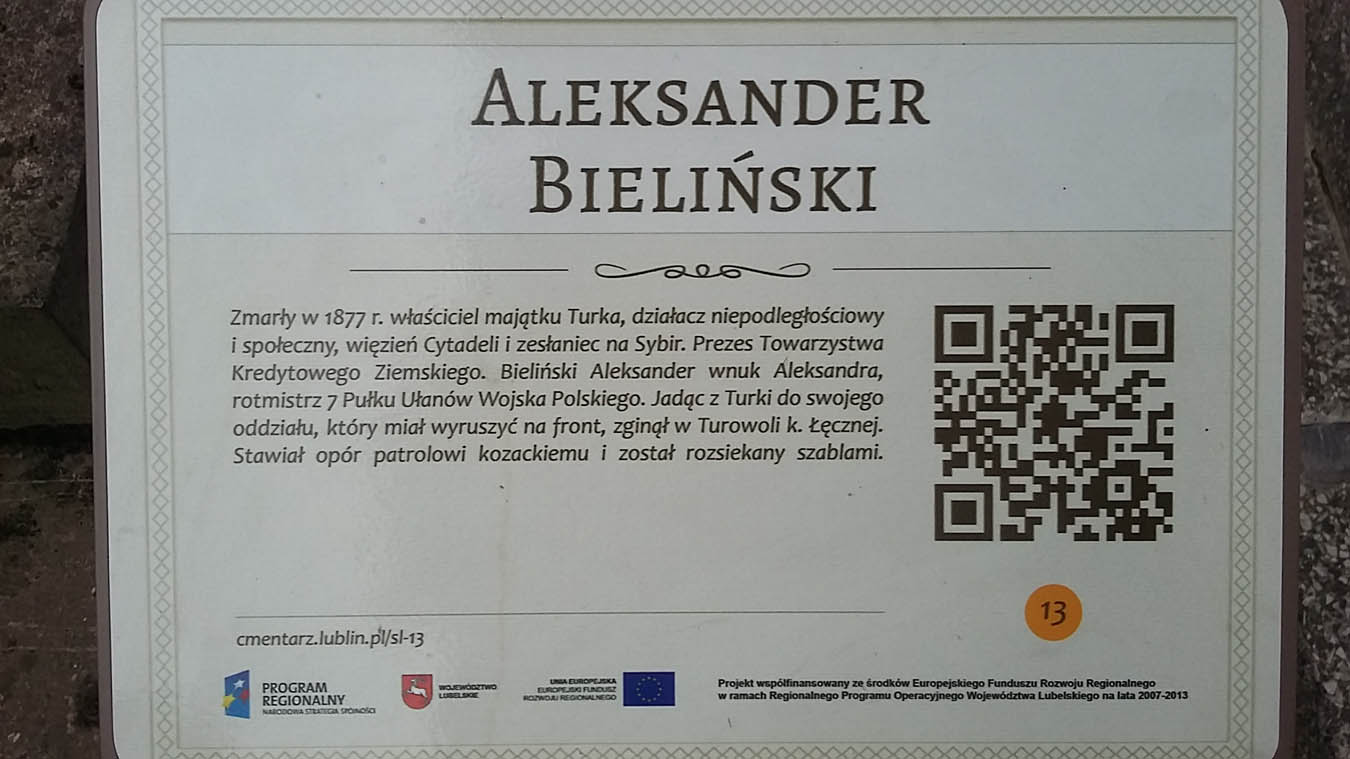 ALEKSANDER
BIELIŃSKI
Zmarły w 1877 r. właściciel majątku Turka, działacz niepodległościowy
i społeczny, więzień Cytadeli i zesłaniec na Sybir. Prezes Towarzystwa
Kredytowego Ziemskiego. Bieliński Aleksander wnuk Aleksandra,
rotmistrz 7 Pułku Ułanów Wojska Polskiego. Jadąc z Turki do swojego
oddziału, który miał wyruszyć na front, zginął w Turowoli k. Łęcznej.
Stawiał opór patrolowi kozackiemu i został rozsiekany szablami.
13
cmentarz.lublin.pl/sl-13
PROGRAM
REGIONALNY
NARODOWA STRATEGIA SPÓJNOŚCI
WOJEWÓDZTWO
LUBELSKIE
UNIA EUROPEJSKA
EUROPEJSKI FUNDUSZ
ROZWOJU REGIONALNEGO
Projekt współfinansowany ze środków Europejskiego Funduszu Rozwoju Regionalnego
w ramach Regionalnego Programu Operacyjnego Województwa Lubelskiego na lata 2007-2013